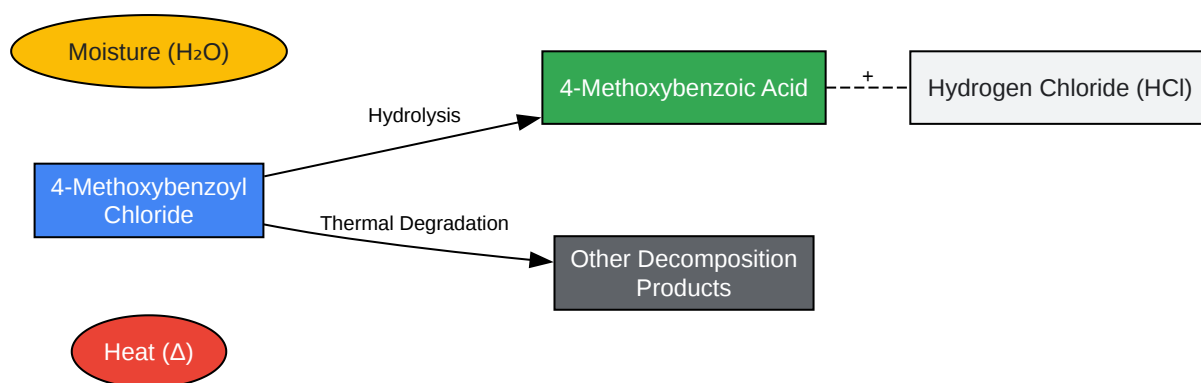 Moisture (H₂O)
4-Methoxybenzoic Acid
+
Hydrogen Chloride (HCl)
Hydrolysis
4-Methoxybenzoyl
Chloride
Thermal Degradation
Other Decomposition
Products
Heat (Δ)